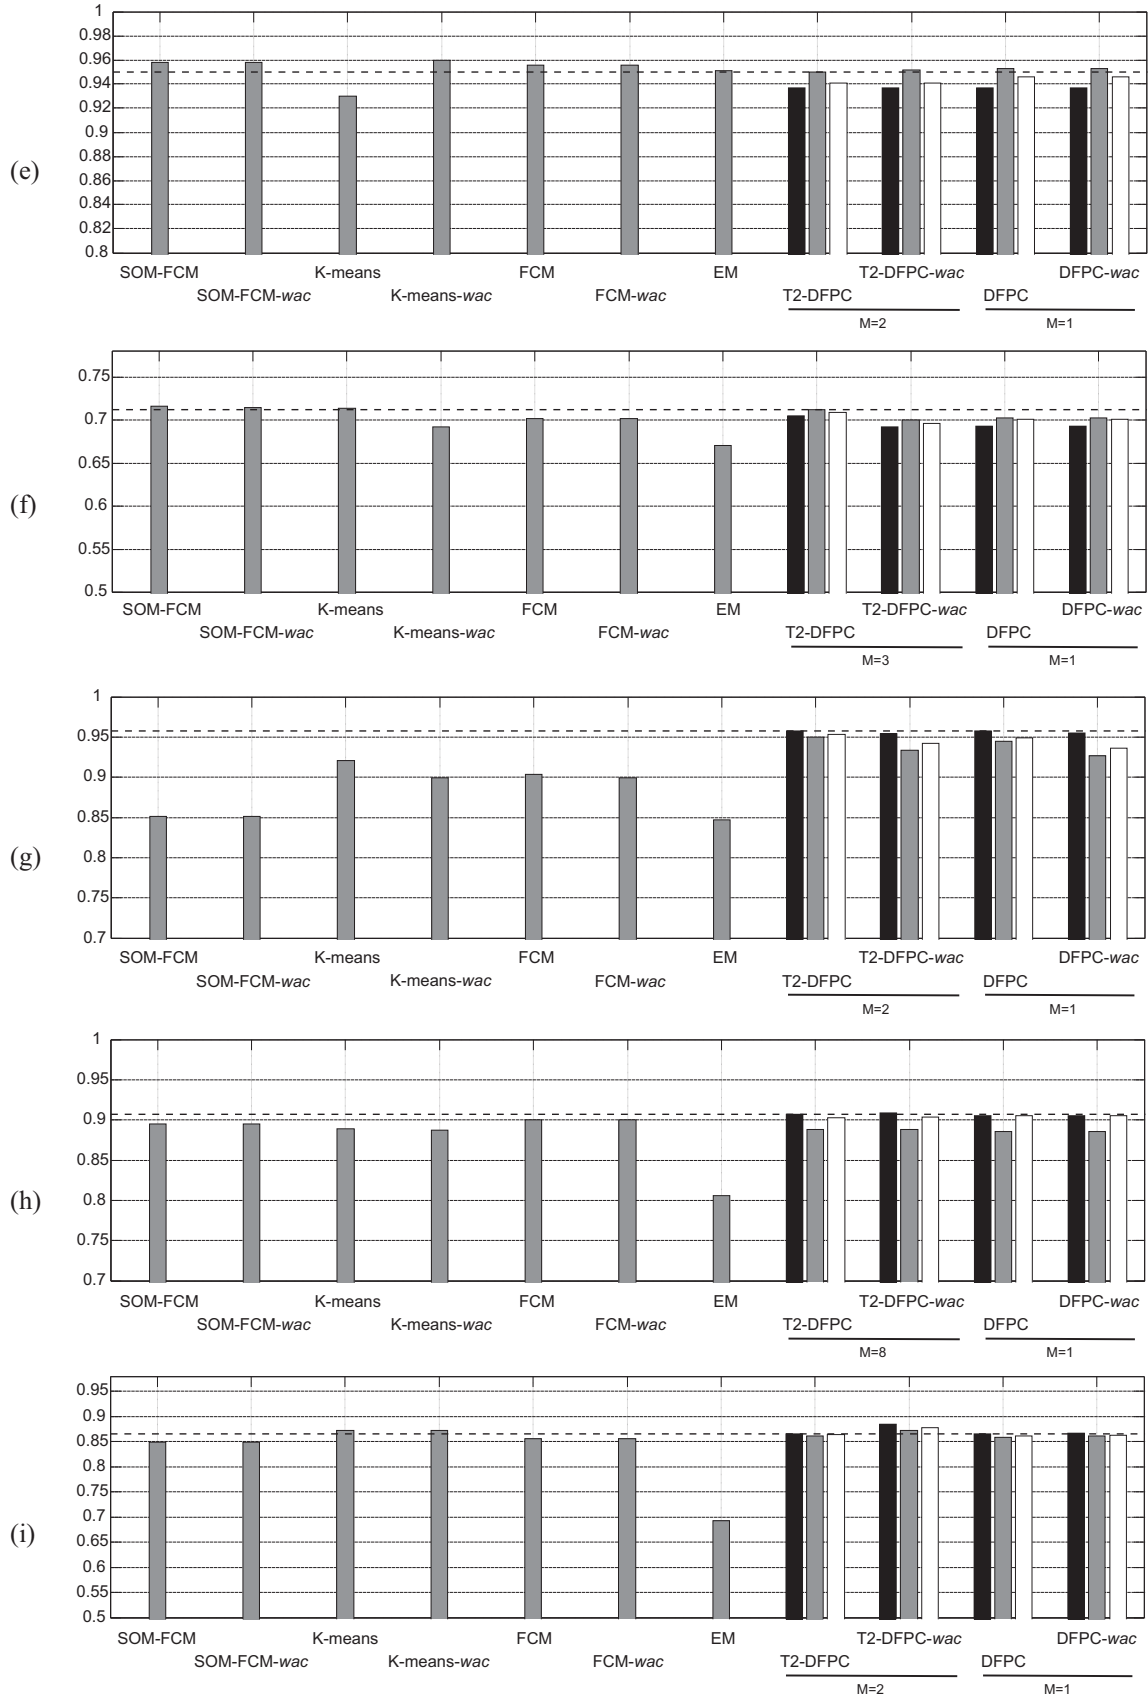 1
0.98
0.96
0.94
0.92
0.9
0.88
0.86
0.84
0.82
0.8
(e)
SOM-FCM K-means FCM EM T2-DFPC-wac DFPC-wac
SOM-FCM-wac K-means-wac FCM-wac T2-DFPC DFPC
M=2 M=1
0.75
0.7
0.65
0.6
0.55
0.5
(f)
SOM-FCM K-means FCM EM T2-DFPC-wac DFPC-wac
SOM-FCM-wac K-means-wac FCM-wac T2-DFPC DFPC
M=3 M=1
1
0.95
0.9
0.85
0.8
0.75
0.7
(g)
SOM-FCM K-means FCM EM T2-DFPC-wac DFPC-wac
SOM-FCM-wac K-means-wac FCM-wac T2-DFPC DFPC
M=2 M=1
1
0.95
0.9
0.85
0.8
0.75
0.7
(h)
SOM-FCM K-means FCM EM T2-DFPC-wac DFPC-wac
SOM-FCM-wac K-means-wac FCM-wac T2-DFPC DFPC
M=8 M=1
0.95
0.9
0.85
0.8
0.75
0.7
0.65
0.6
0.55
0.5
(i)
SOM-FCM K-means FCM EM T2-DFPC-wac DFPC-wac
SOM-FCM-wac K-means-wac FCM-wac T2-DFPC DFPC
M=2 M=1